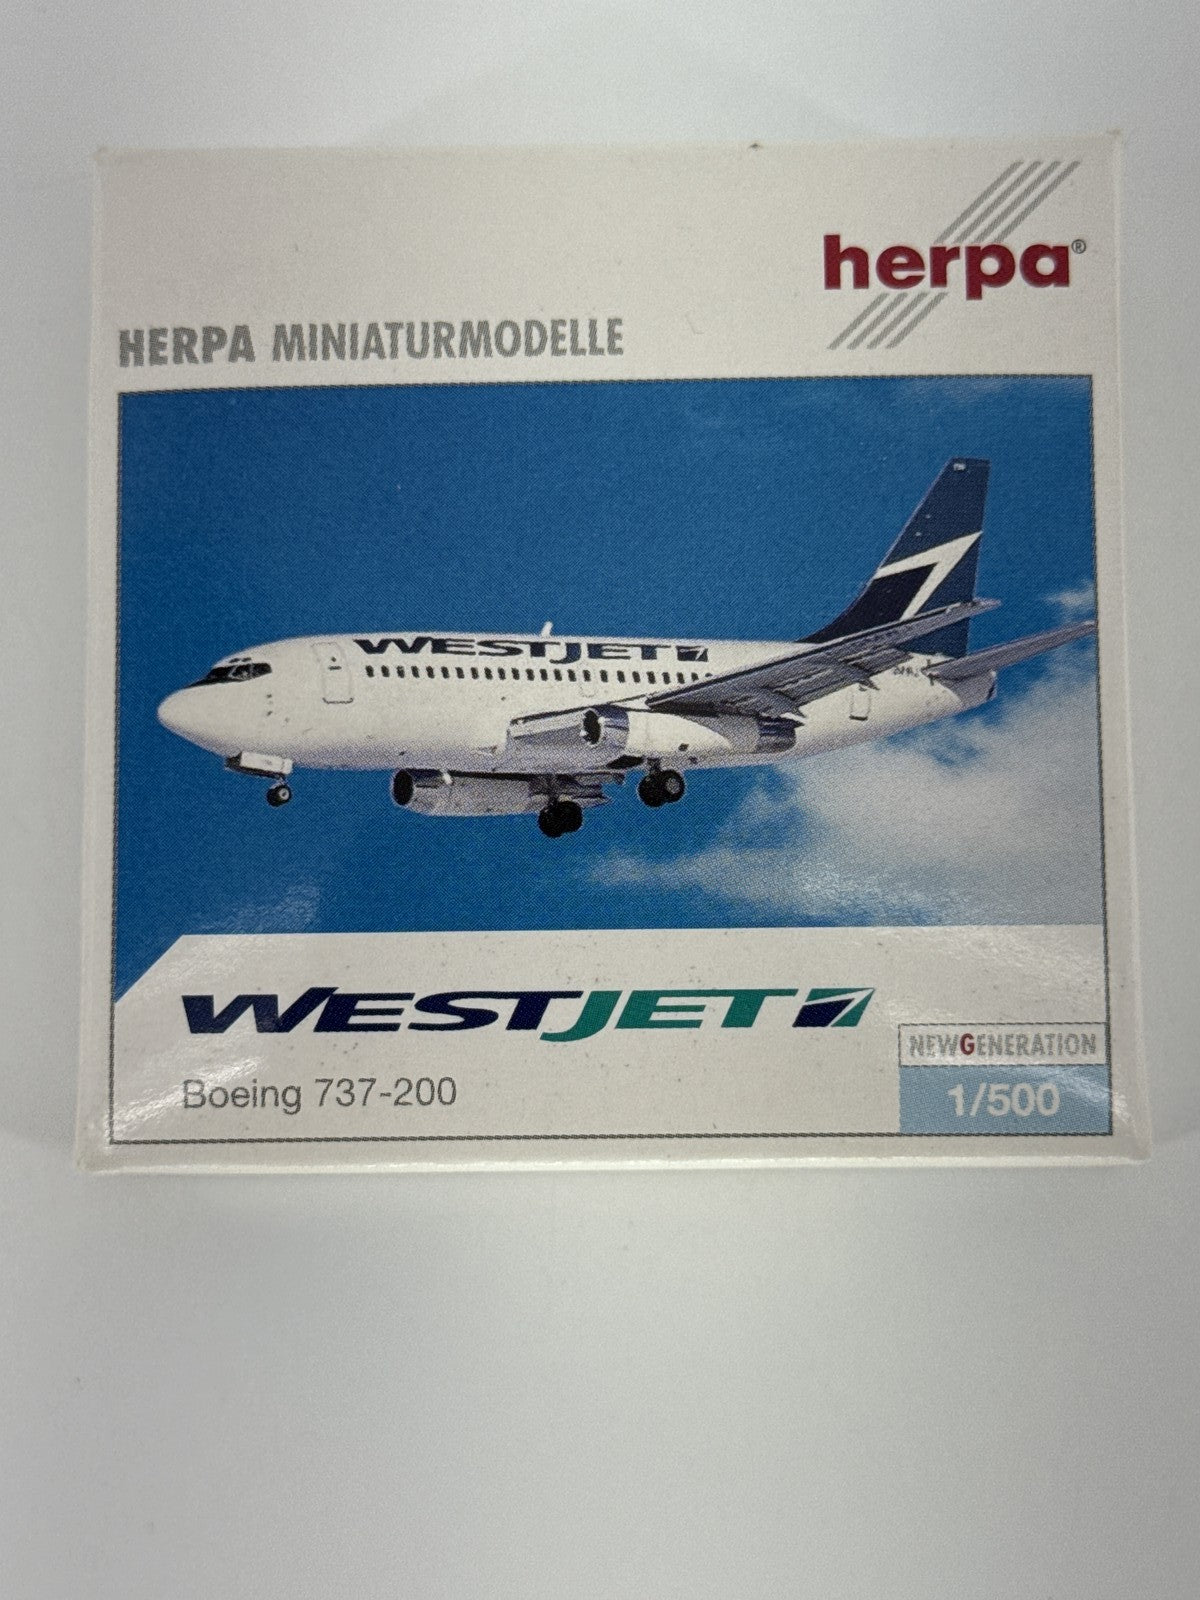 herpa®
HERPA MINIATURMODELLE
WESTJET
WESTJET
NEWGENERATION
Boeing 737-200
1/500